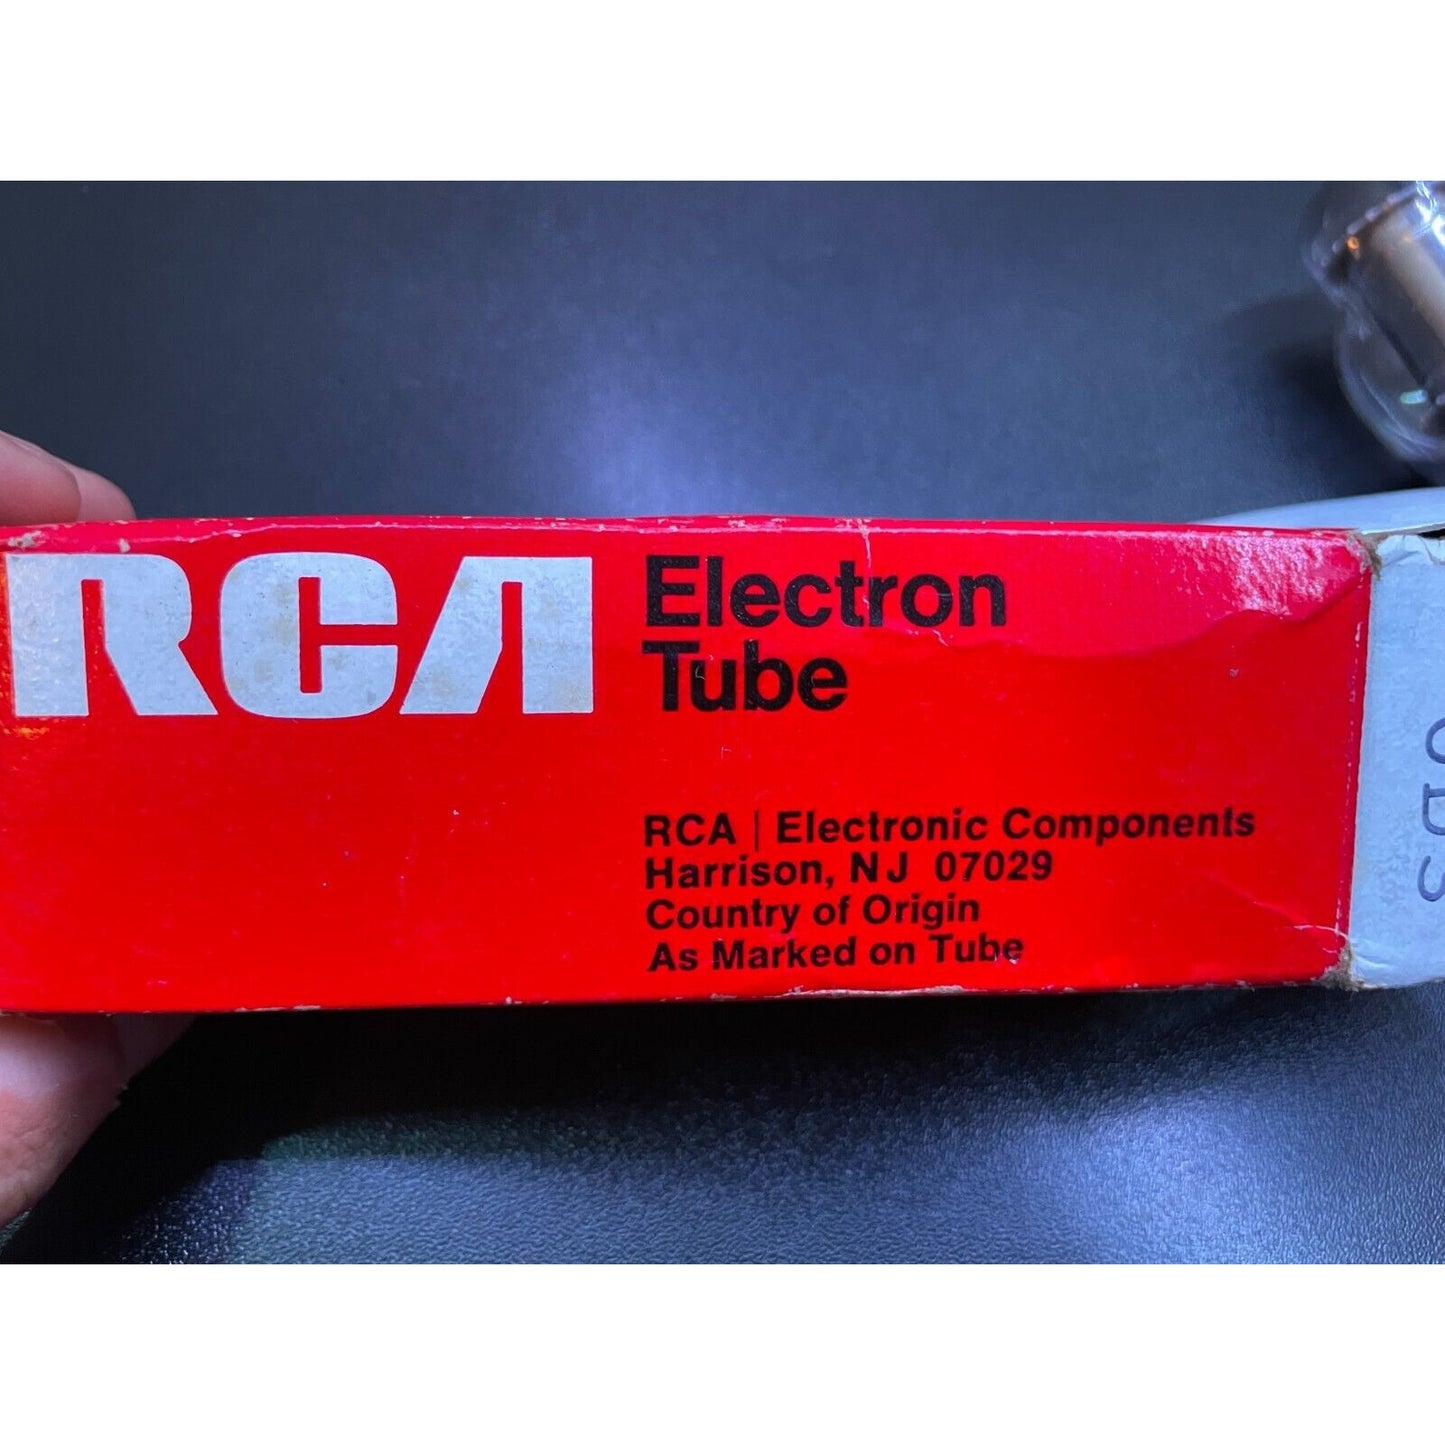 RCA
Electron
Tube
RCA | Electronic Components
Harrison, NJ 07029
Country of Origin
As Marked on Tube